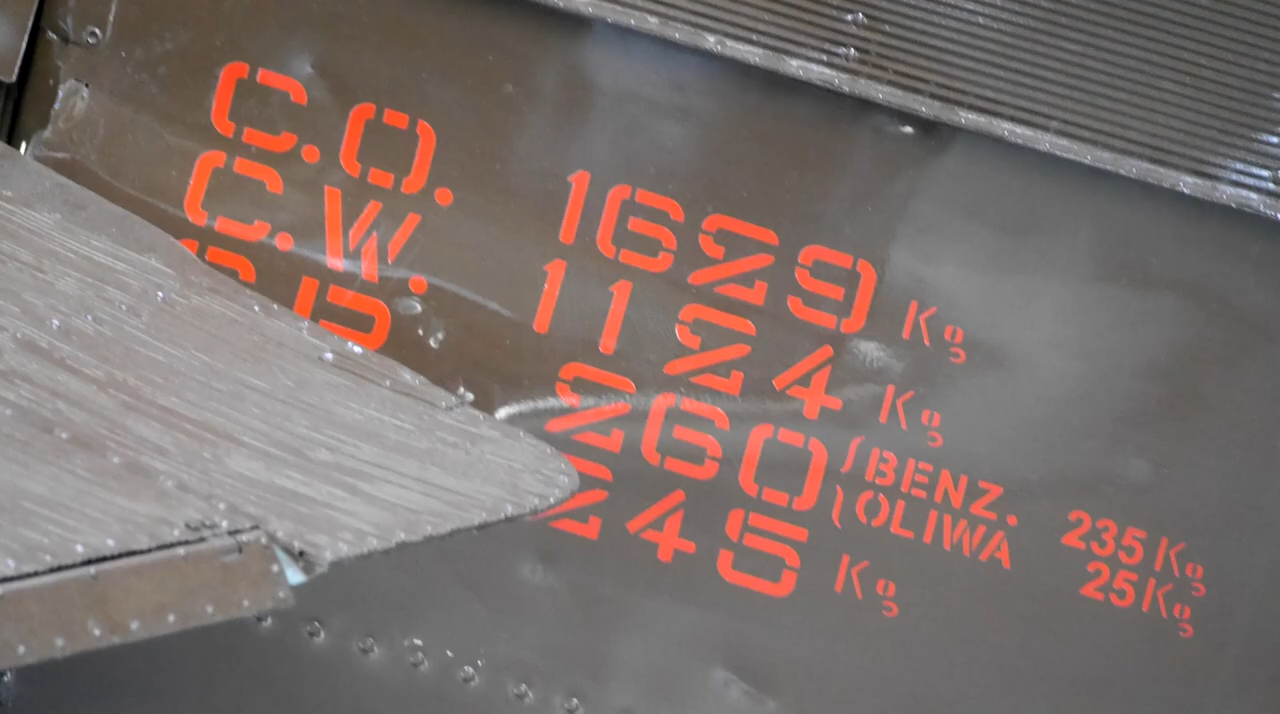 C.O. 1629 Kg
C.W. 1124 Kg
260 BENZ. 235 Kg
OLIWA 25 Kg
245 Kg